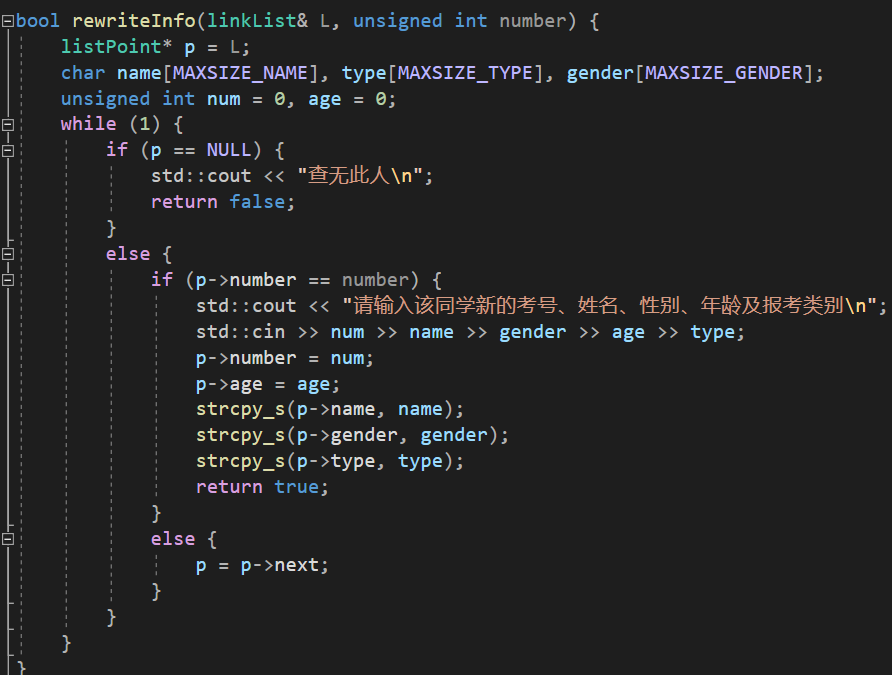 bool rewriteInfo(linkList& L, unsigned int number) {
    listPoint* p = L;
    char name[MAXSIZE_NAME], type[MAXSIZE_TYPE], gender[MAXSIZE_GENDER];
    unsigned int num = 0, age = 0;
    while (1) {
        if (p == NULL) {
            std::cout << "查无此人\n";
            return false;
        }
        else {
            if (p->number == number) {
                std::cout << "请输入该同学新的考号、姓名、性别、年龄及报考类别\n";
                std::cin >> num >> name >> gender >> age >> type;
                p->number = num;
                p->age = age;
                strcpy_s(p->name, name);
                strcpy_s(p->gender, gender);
                strcpy_s(p->type, type);
                return true;
            }
            else {
                p = p->next;
            }
        }
    }
}